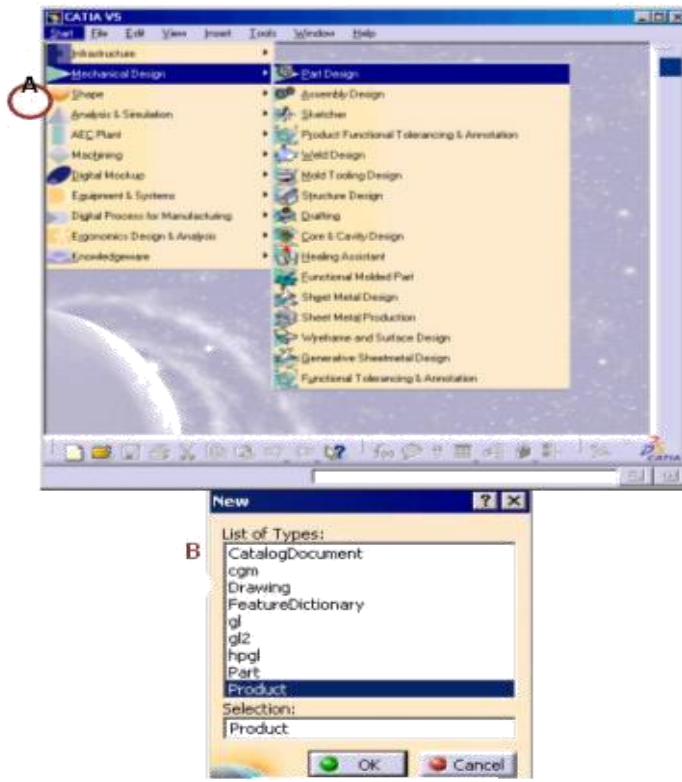 CATIA V5
Start File Edit View Insert Tools Window Help
Infrastructure
Mechanical Design
Shape
Analysis & Simulation
AEC Plant
Machining
Digital Mockup
Equipment & Systems
Digital Process for Manufacturing
Ergonomics Design & Analysis
Knowledgeware
Part Design
Assembly Design
Sketcher
Product Functional Tolerancing & Annotation
Weld Design
Mold Tooling Design
Structure Design
Drafting
Core & Cavity Design
Healing Assistant
Functional Molded Part
Sheet Metal Design
Sheet Metal Production
Wireframe and Surface Design
Generative Sheetmetal Design
Functional Tolerancing & Annotation
A
CATIA
B
New
List of Types:
CatalogDocument
cgm
Drawing
FeatureDictionary
gl
gl2
hpgl
Part
Product
Selection:
Product
OK Cancel